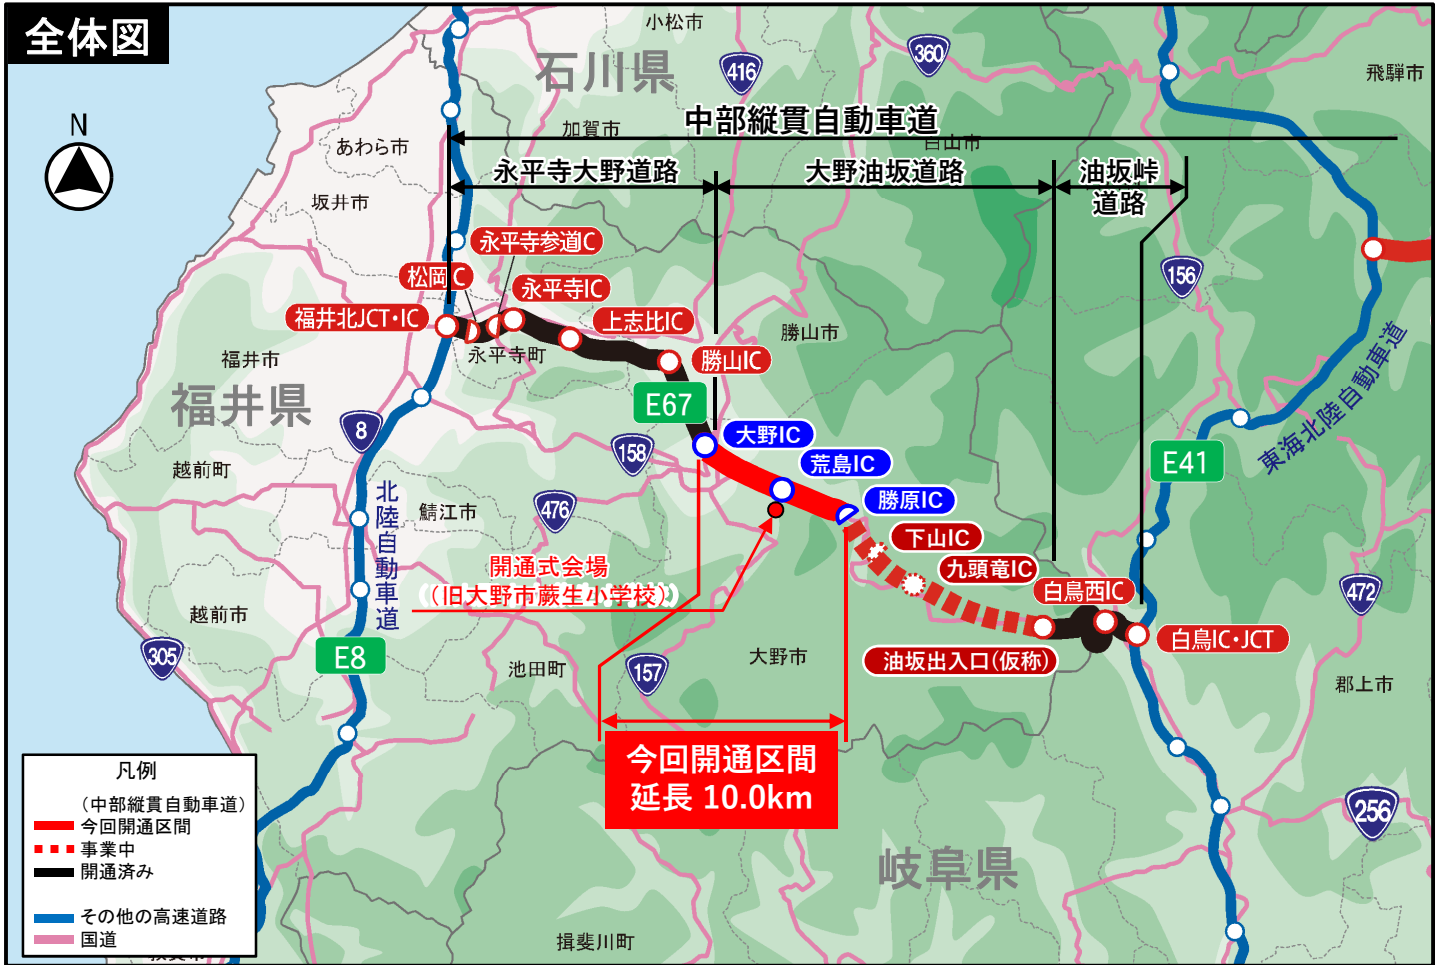 全体図
N
石川県
小松市
416
360
飛騨市
あわら市
加賀市
中部縦貫自動車道
白山市
坂井市
永平寺大野道路
大野油坂道路
油坂峠
道路
永平寺参道IC
松岡IC
永平寺IC
156
福井北JCT・IC
上志比IC
永平寺町
勝山市
福井市
勝山IC
福井県
E67
8
大野IC
158
荒島IC
東海北陸自動車道
E41
越前町
476
鯖江市
北陸自動車道
勝原IC
下山IC
開通式会場
(旧大野市蕨生小学校)
九頭竜IC
白鳥西IC
472
越前市
305
E8
池田町
157
大野市
油坂出入口(仮称)
白鳥IC・JCT
郡上市
今回開通区間
延長 10.0km
256
岐阜県
揖斐川町
凡例
(中部縦貫自動車道)
今回開通区間
事業中
開通済み
その他の高速道路
国道